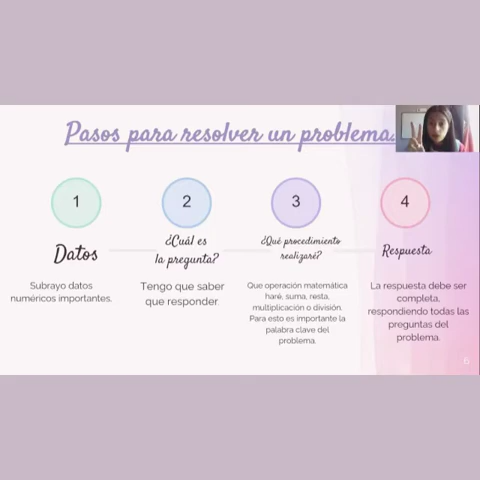 Pasos para resolver un problema.
1
2
3
4
Datos
Subrayo datos
numéricos importantes.
¿Cuál es
la pregunta?
Tengo que saber
que responder.
¿Qué procedimiento
realizaré?
Que operación matemática
haré, suma, resta,
multiplicación o división.
Para esto es importante la
palabra clave del
problema.
Respuesta
La respuesta debe ser
completa,
respondiendo todas las
preguntas del
problema.
6